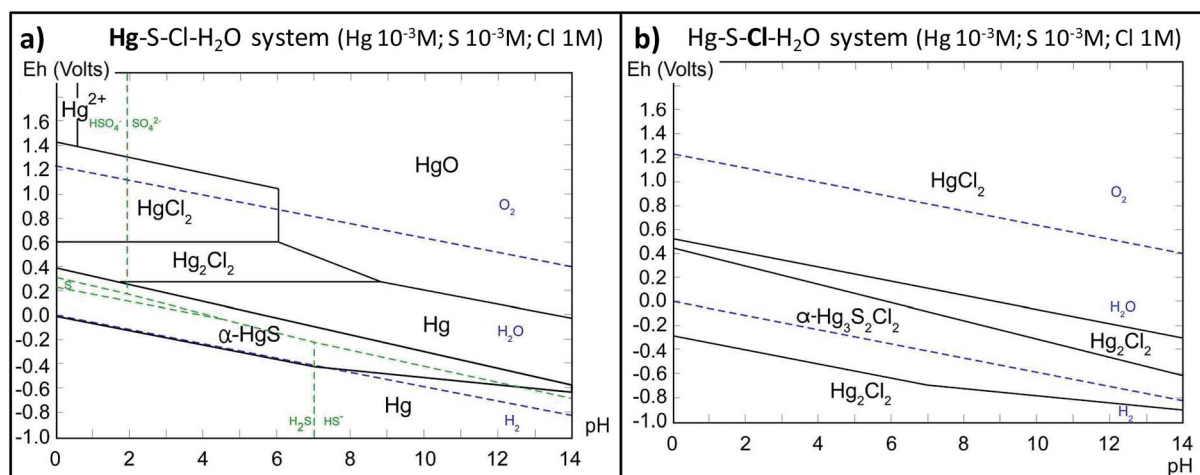 a) Hg-S-Cl-H₂O system (Hg 10⁻³M; S 10⁻³M; Cl 1M)
Eh (Volts)
Hg²⁺
HSO₄⁻ SO₄²⁻
HgO
HgCl₂
O₂
Hg₂Cl₂
S
Hg
H₂O
α-HgS
Hg
H₂S HS⁻
H₂
pH
1.6
1.4
1.2
1.0
0.8
0.6
0.4
0.2
0.0
-0.2
-0.4
-0.6
-0.8
-1.0
0 2 4 6 8 10 12 14
b) Hg-S-Cl-H₂O system (Hg 10⁻³M; S 10⁻³M; Cl 1M)
Eh (Volts)
HgCl₂
O₂
H₂O
α-Hg₃S₂Cl₂
Hg₂Cl₂
Hg₂Cl₂
H₂
1.6
1.4
1.2
1.0
0.8
0.6
0.4
0.2
0.0
-0.2
-0.4
-0.6
-0.8
-1.0
0 2 4 6 8 10 12 14
pH